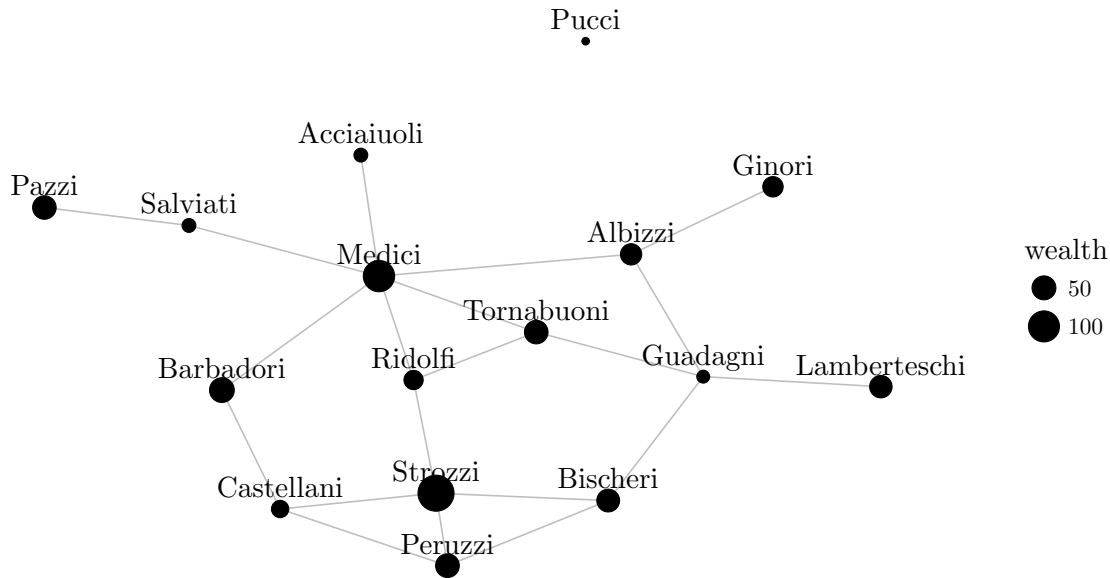 Pucci
Acciaiuoli
Ginori
Pazzi
Salviati
Albizzi
Medici
wealth
50
Tornabuoni
100
Ridolfi
Guadagni
Lamberteschi
Barbadori
Strozzi
Bischeri
Castellani
Peruzzi